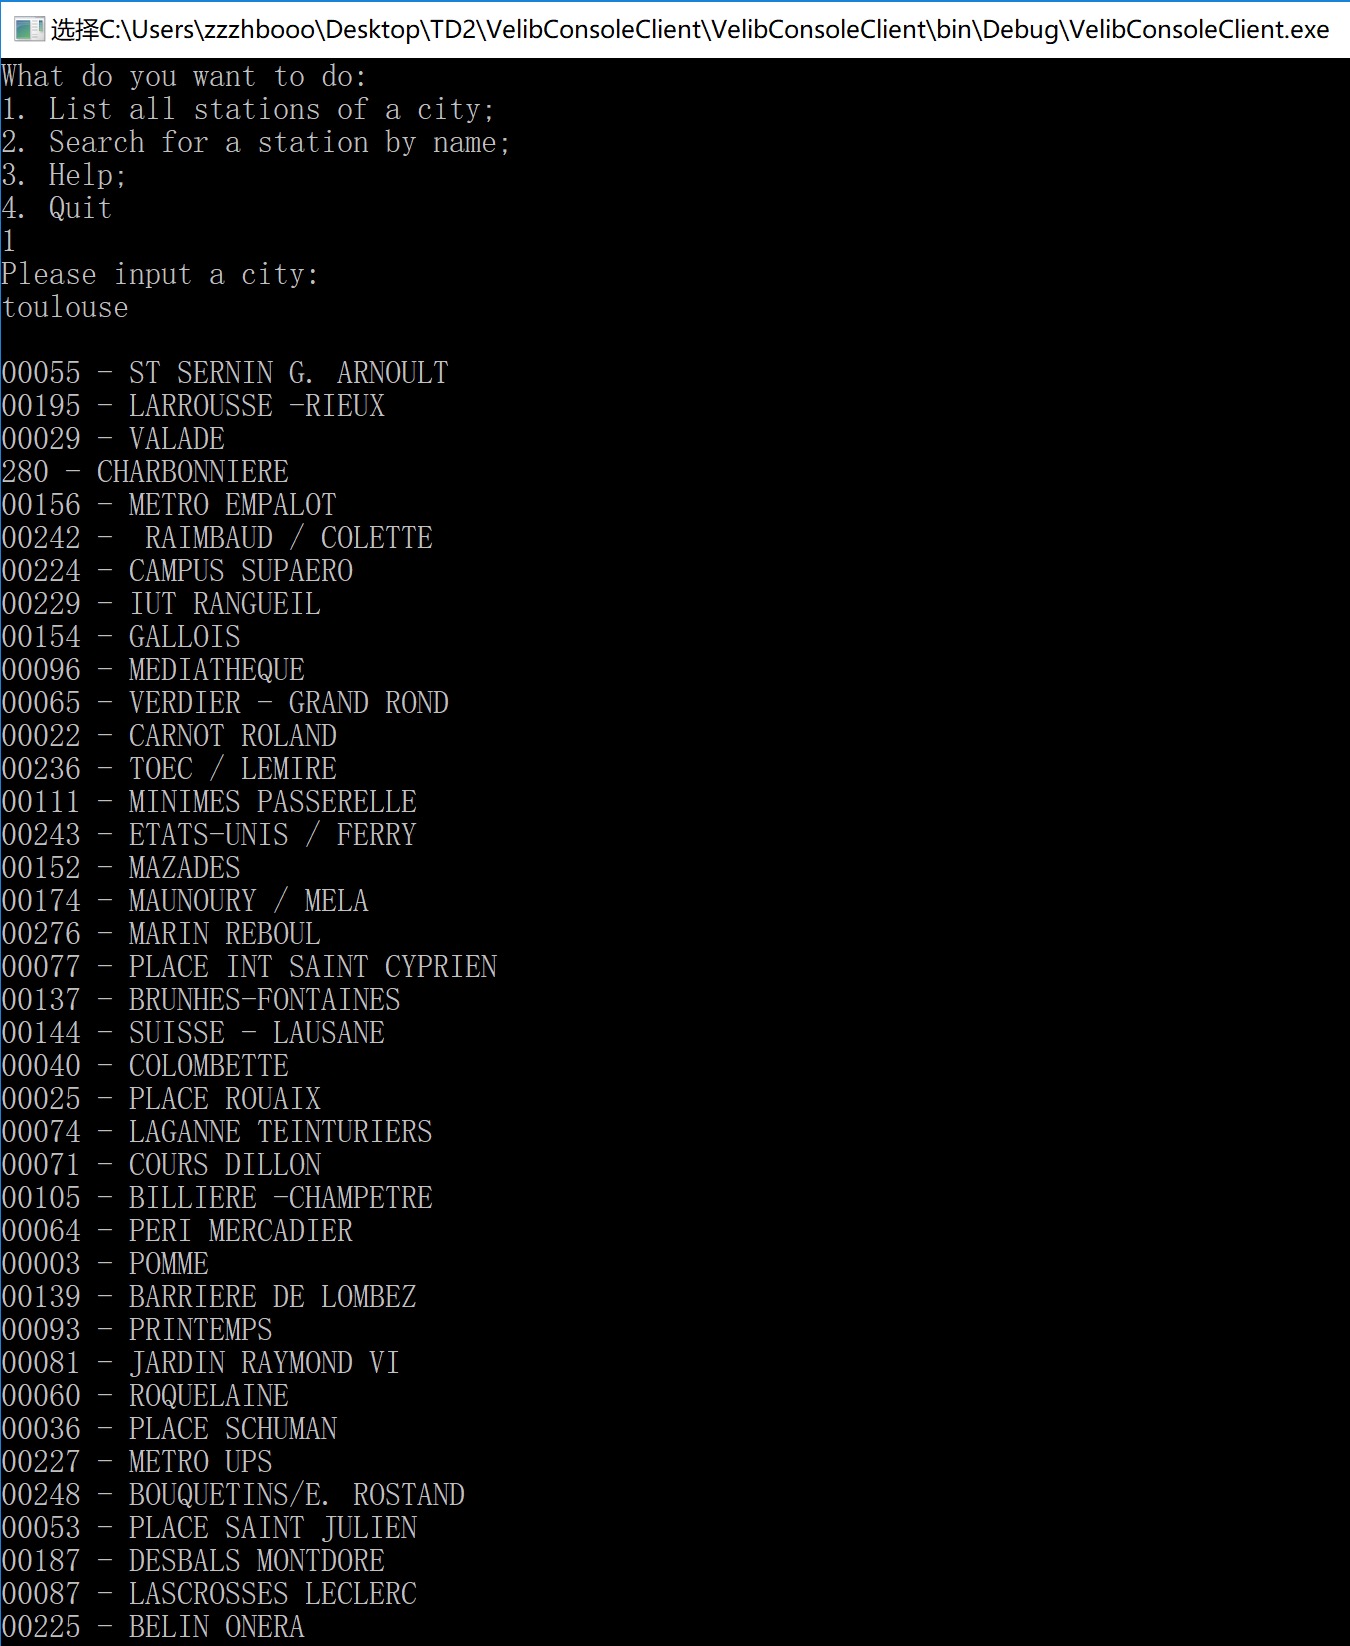 选择C:\Users\zzzhbooo\Desktop\TD2\VelibConsoleClient\VelibConsoleClient\bin\Debug\VelibConsoleClient.exe
What do you want to do:
1. List all stations of a city;
2. Search for a station by name;
3. Help;
4. Quit
1
Please input a city:
toulouse
00055 - ST SERNIN G. ARNOULT
00195 - LARROUSSE -RIEUX
00029 - VALADE
280 - CHARBONNIERE
00156 - METRO EMPALOT
00242 -  RAIMBAUD / COLETTE
00224 - CAMPUS SUPAERO
00229 - IUT RANGUEIL
00154 - GALLOIS
00096 - MEDIATHEQUE
00065 - VERDIER - GRAND ROND
00022 - CARNOT ROLAND
00236 - TOEC / LEMIRE
00111 - MINIMES PASSERELLE
00243 - ETATS-UNIS / FERRY
00152 - MAZADES
00174 - MAUNOURY / MELA
00276 - MARIN REBOUL
00077 - PLACE INT SAINT CYPRIEN
00137 - BRUNHES-FONTAINES
00144 - SUISSE - LAUSANE
00040 - COLOMBETTE
00025 - PLACE ROUAIX
00074 - LAGANNE TEINTURIERS
00071 - COURS DILLON
00105 - BILLIERE -CHAMPETRE
00064 - PERI MERCADIER
00003 - POMME
00139 - BARRIERE DE LOMBEZ
00093 - PRINTEMPS
00081 - JARDIN RAYMOND VI
00060 - ROQUELAINE
00036 - PLACE SCHUMAN
00227 - METRO UPS
00248 - BOUQUETINS/E. ROSTAND
00053 - PLACE SAINT JULIEN
00187 - DESBALS MONTDORE
00087 - LASCROSSES LECLERC
00225 - BELIN ONERA